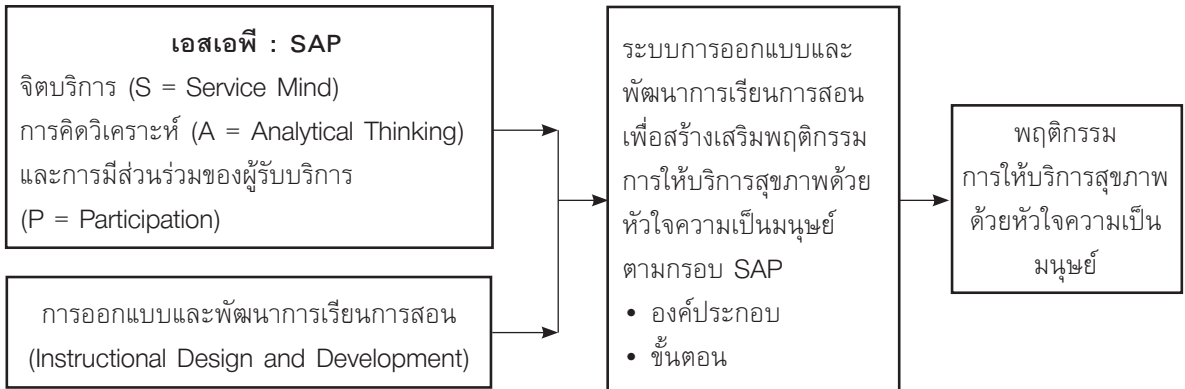 เอสเอพี : SAP
จิตบริการ (S = Service Mind)
การคิดวิเคราะห์ (A = Analytical Thinking)
และการมีส่วนร่วมของผู้รับบริการ
(P = Participation)
การออกแบบและพัฒนาการเรียนการสอน
(Instructional Design and Development)
ระบบการออกแบบและ
พัฒนาการเรียนการสอน
เพื่อสร้างเสริมพฤติกรรม
การให้บริการสุขภาพด้วย
หัวใจความเป็นมนุษย์
ตามกรอบ SAP
• องค์ประกอบ
• ขั้นตอน
พฤติกรรม
การให้บริการสุขภาพ
ด้วยหัวใจความเป็น
มนุษย์